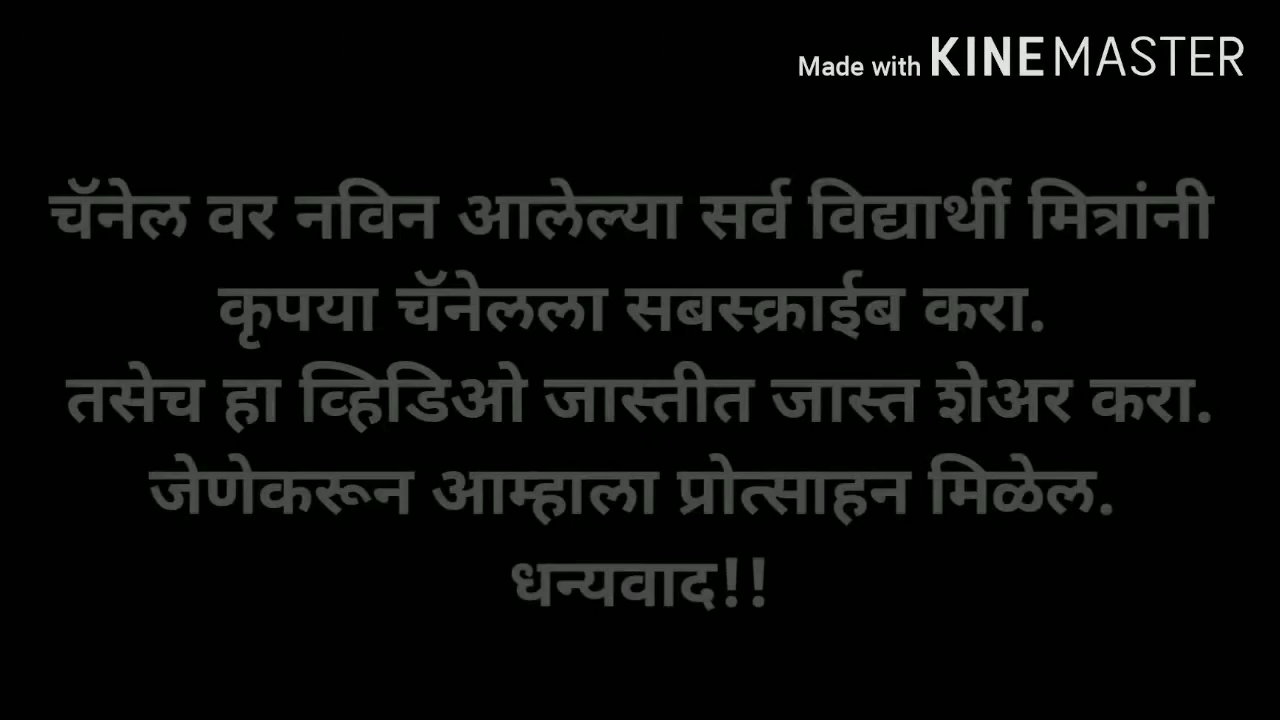 Made with KINEMASTER
चॅनेल वर नविन आलेल्या सर्व विद्यार्थी मित्रांनी
कृपया चॅनेलला सबस्क्राईब करा.
तसेच हा व्हिडिओ जास्तीत जास्त शेअर करा.
जेणेकरून आम्हाला प्रोत्साहन मिळेल.
धन्यवाद!!